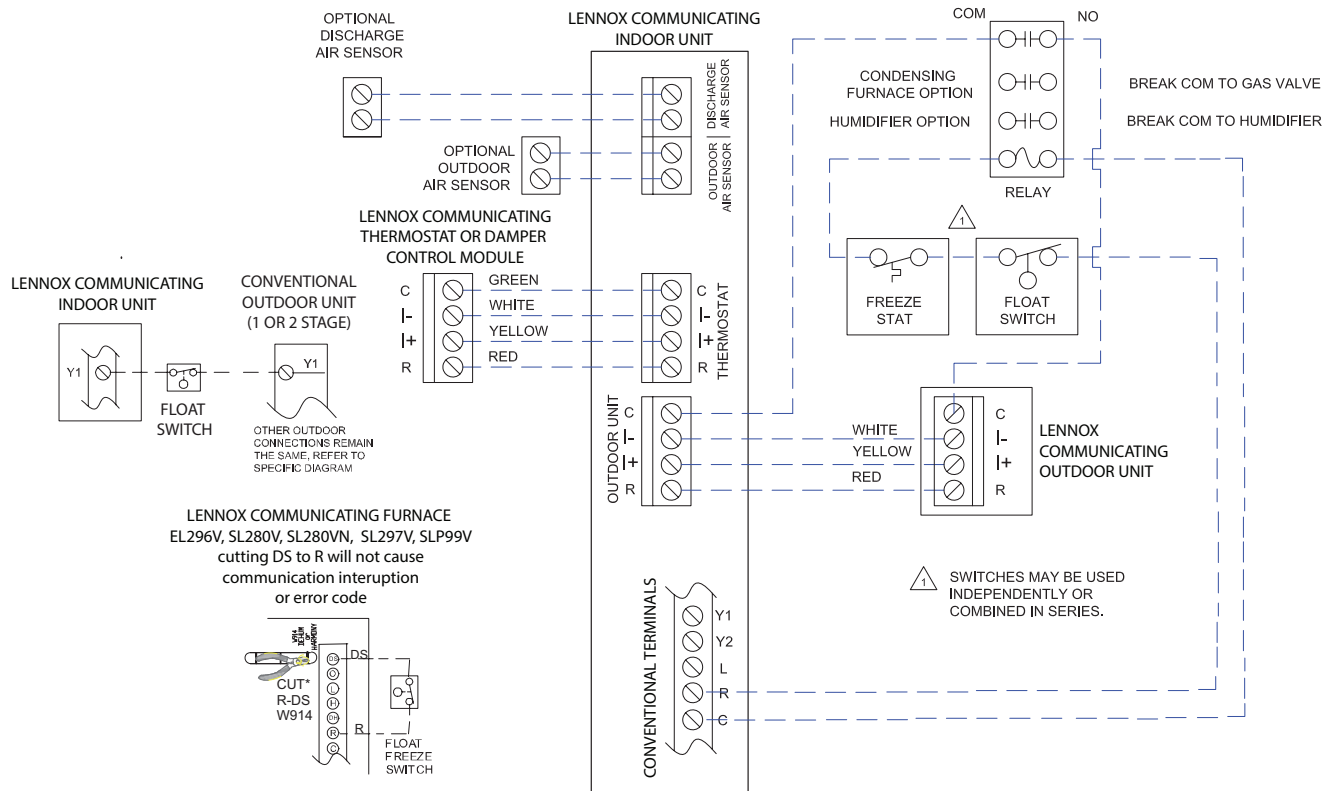 OPTIONAL
DISCHARGE
AIR SENSOR
LENNOX COMMUNICATING
INDOOR UNIT
COM
NO
DISCHARGE
AIR SENSOR
OUTDOOR
AIR SENSOR
OPTIONAL
OUTDOOR
AIR SENSOR
CONDENSING
FURNACE OPTION
BREAK COM TO GAS VALVE
HUMIDIFIER OPTION
BREAK COM TO HUMIDIFIER
RELAY
1
FREEZE
STAT
FLOAT
SWITCH
LENNOX COMMUNICATING
THERMOSTAT OR DAMPER
CONTROL MODULE
C
I-
I+
R
GREEN
WHITE
YELLOW
RED
C
I-
I+
R
THERMOSTAT
LENNOX COMMUNICATING
INDOOR UNIT
Y1
FLOAT
SWITCH
CONVENTIONAL
OUTDOOR UNIT
(1 OR 2 STAGE)
Y1
OTHER OUTDOOR
CONNECTIONS REMAIN
THE SAME, REFER TO
SPECIFIC DIAGRAM
OUTDOOR UNIT
C
I-
I+
R
WHITE
YELLOW
RED
C
I-
I+
R
LENNOX
COMMUNICATING
OUTDOOR UNIT
1
SWITCHES MAY BE USED
INDEPENDENTLY OR
COMBINED IN SERIES.
LENNOX COMMUNICATING FURNACE
EL296V, SL280V, SL280VN, SL297V, SLP99V
cutting DS to R will not cause
communication interuption
or error code
W914
DEHUM
OR
HARMONY
CUT*
R-DS
W914
DS
O
L
H
DH
R
C
DS
R
FLOAT
FREEZE
SWITCH
CONVENTIONAL TERMINALS
Y1
Y2
L
R
C